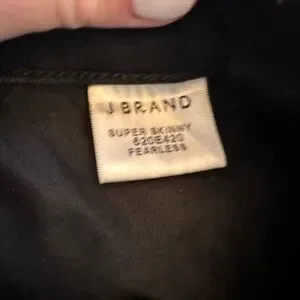 J BRAND
SUPER SKINNY
620E420
FEARLESS